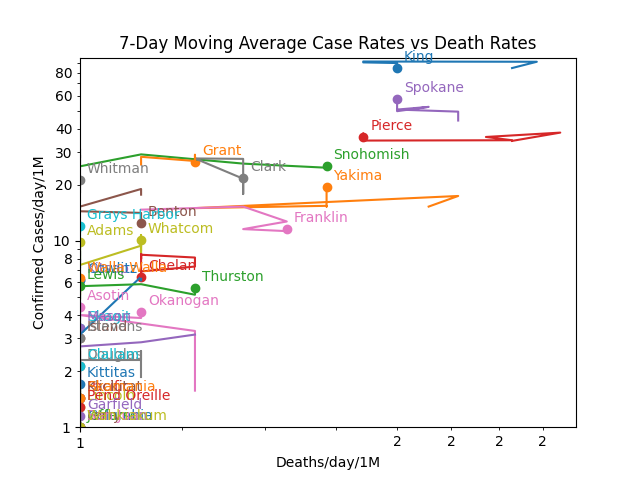 7-Day Moving Average Case Rates vs Death Rates
King
80
Spokane
60
Pierce
40
Grant
Snohomish
30
Whitman
Clark
Yakima
20
Grays Harbor
Benton
Franklin
Adams
Whatcom
10
Chelan
8
Lewis
Thurston
6
Asotin
Okanogan
4
3
2
Kittitas
Pend Oreille
Garfield
1
1
2
2
2
2
Confirmed Cases/day/1M
Deaths/day/1M